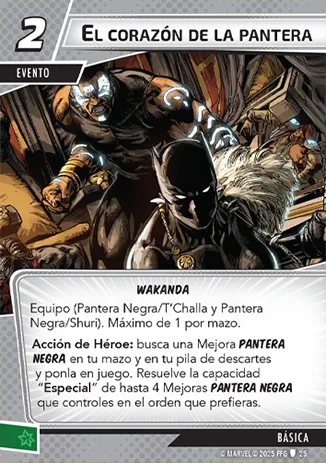 2
EL CORAZÓN DE LA PANTERA
EVENTO
WAKANDA
Equipo (Pantera Negra/T'Challa y Pantera
Negra/Shuri). Máximo de 1 por mazo.
Acción de Héroe: busca una Mejora PANTERA
NEGRA en tu mazo y en tu pila de descartes
y ponla en juego. Resuelve la capacidad
"Especial" de hasta 4 Mejoras PANTERA NEGRA
que controles en el orden que prefieras.
BÁSICA
© MARVEL © 2025 FFG 25